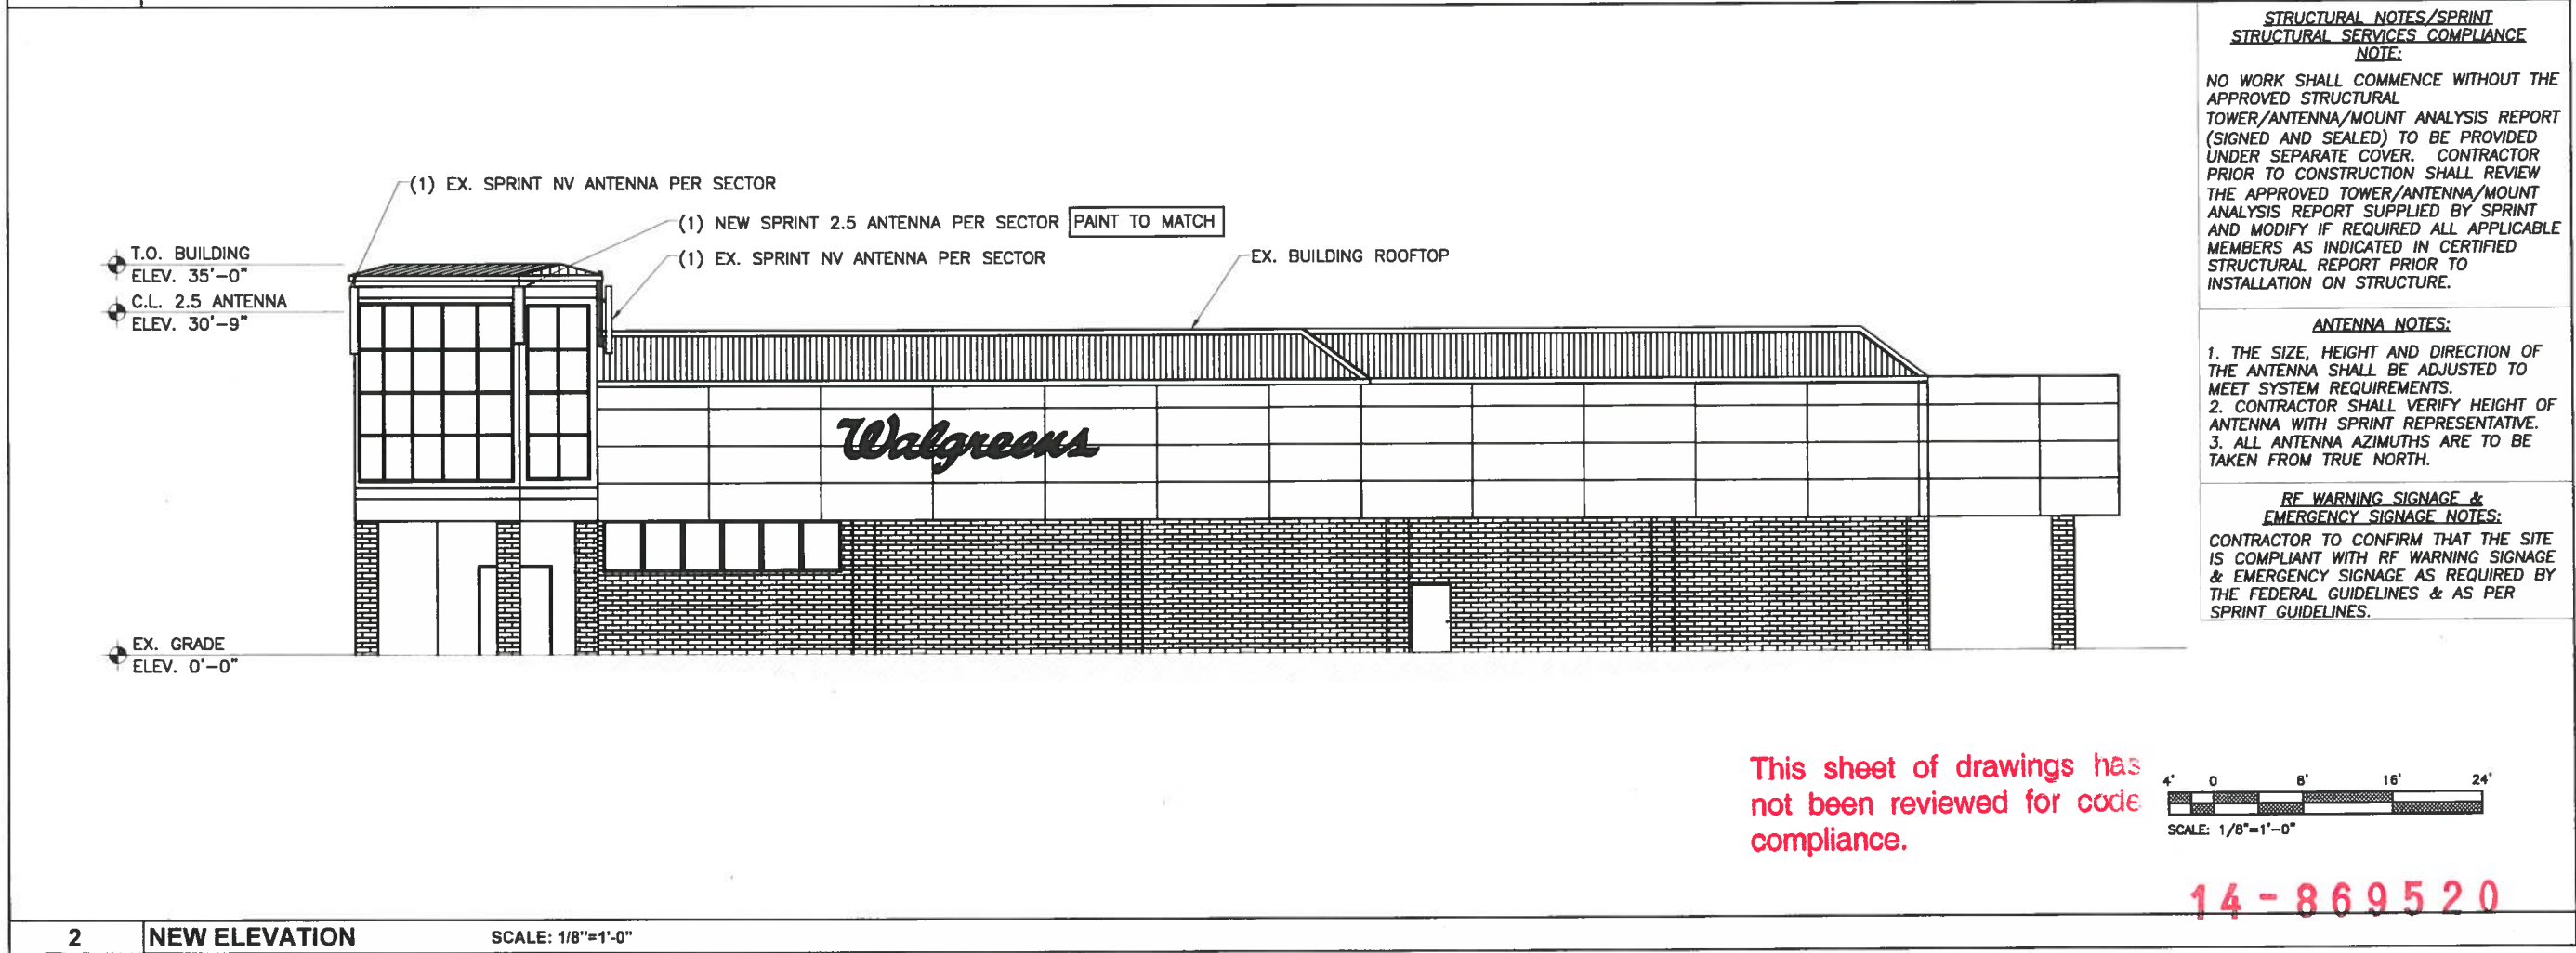 (1) EX. SPRINT NV ANTENNA PER SECTOR
(1) NEW SPRINT 2.5 ANTENNA PER SECTOR PAINT TO MATCH
(1) EX. SPRINT NV ANTENNA PER SECTOR
EX. BUILDING ROOFTOP
T.O. BUILDING
ELEV. 35'-0"
C.L. 2.5 ANTENNA
ELEV. 30'-9"
Walgreens
EX. GRADE
ELEV. 0'-0"
STRUCTURAL NOTES/SPRINT
STRUCTURAL SERVICES COMPLIANCE
NOTE:
NO WORK SHALL COMMENCE WITHOUT THE
APPROVED STRUCTURAL
TOWER/ANTENNA/MOUNT ANALYSIS REPORT
(SIGNED AND SEALED) TO BE PROVIDED
UNDER SEPARATE COVER. CONTRACTOR
PRIOR TO CONSTRUCTION SHALL REVIEW
THE APPROVED TOWER/ANTENNA/MOUNT
ANALYSIS REPORT SUPPLIED BY SPRINT
AND MODIFY IF REQUIRED ALL APPLICABLE
MEMBERS AS INDICATED IN CERTIFIED
STRUCTURAL REPORT PRIOR TO
INSTALLATION ON STRUCTURE.
ANTENNA NOTES:
1. THE SIZE, HEIGHT AND DIRECTION OF
THE ANTENNA SHALL BE ADJUSTED TO
MEET SYSTEM REQUIREMENTS.
2. CONTRACTOR SHALL VERIFY HEIGHT OF
ANTENNA WITH SPRINT REPRESENTATIVE.
3. ALL ANTENNA AZIMUTHS ARE TO BE
TAKEN FROM TRUE NORTH.
RF WARNING SIGNAGE &
EMERGENCY SIGNAGE NOTES:
CONTRACTOR TO CONFIRM THAT THE SITE
IS COMPLIANT WITH RF WARNING SIGNAGE
& EMERGENCY SIGNAGE AS REQUIRED BY
THE FEDERAL GUIDELINES & AS PER
SPRINT GUIDELINES.
This sheet of drawings has
not been reviewed for code
compliance.
4' 0 8' 16' 24'
SCALE: 1/8"=1'-0"
14-869520
2 NEW ELEVATION SCALE: 1/8"=1'-0"